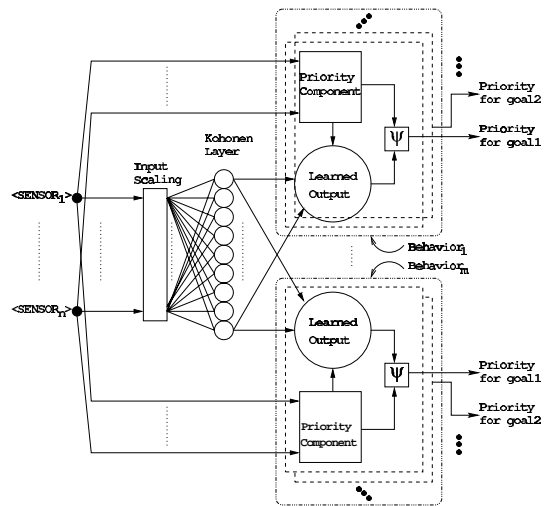 Priority
Component
Learned
Output
Ψ
Priority
for goal2
Priority
for goal1
Kohonen
Layer
Input
Scaling
<SENSOR1>
<SENSORn>
Behavior1
Behaviorm
Learned
Output
Ψ
Priority
Component
Priority
for goal1
Priority
for goal2